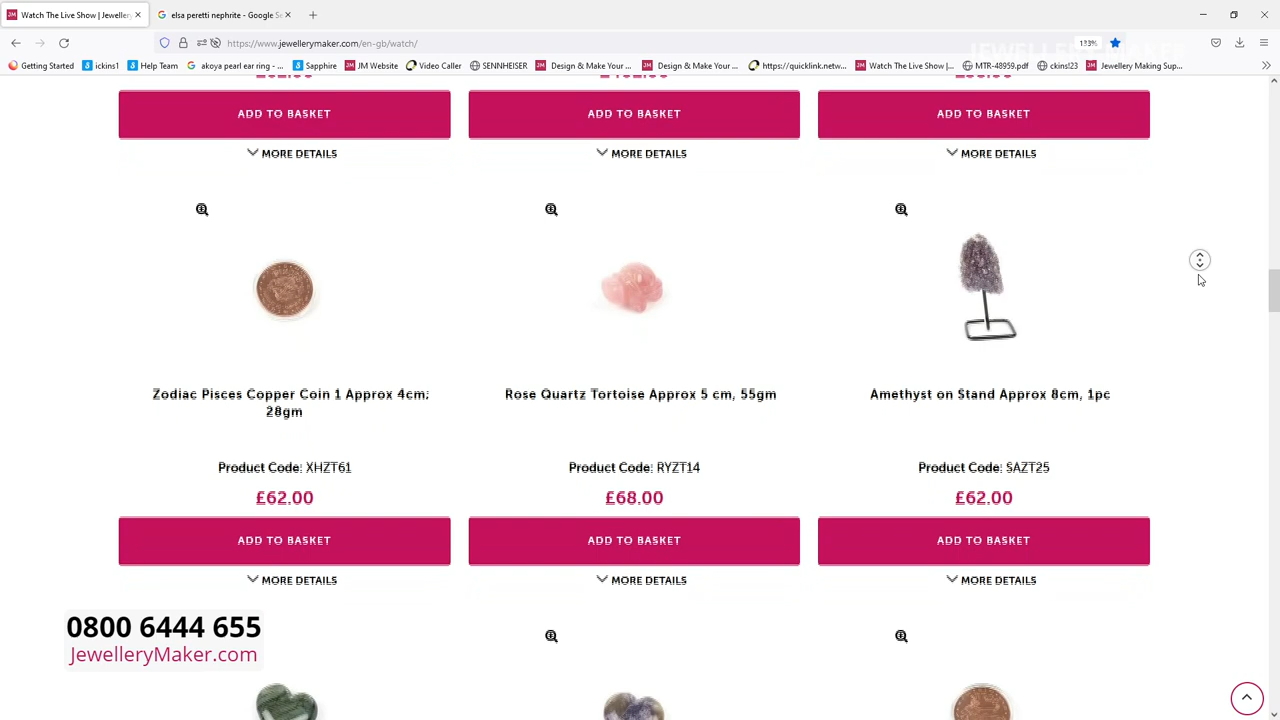 Watch The Live Show | Jeweller
elsa peretti nephrite - Google Se
https://www.jewellerymaker.com/en-gb/watch/
133%
JEWELLERYMAKER
Getting Started
ickins1
Help Team
akoya pearl ear ring - ...
Sapphire
JM Website
Video Caller
SENNHEISER
Design & Make Your ...
Design & Make Your ...
https://quicklink.netw...
Watch The Live Show |...
MTR-48959.pdf
ckins!23
Jewellery Making Sup...
ADD TO BASKET
ADD TO BASKET
ADD TO BASKET
MORE DETAILS
MORE DETAILS
MORE DETAILS
Zodiac Pisces Copper Coin 1 Approx 4cm;
28gm
Rose Quartz Tortoise Approx 5 cm, 55gm
Amethyst on Stand Approx 8cm, 1pc
Product Code: XHZT61
Product Code: RYZT14
Product Code: SAZT25
£62.00
£68.00
£62.00
ADD TO BASKET
ADD TO BASKET
ADD TO BASKET
MORE DETAILS
MORE DETAILS
MORE DETAILS
0800 6444 655
JewelleryMaker.com